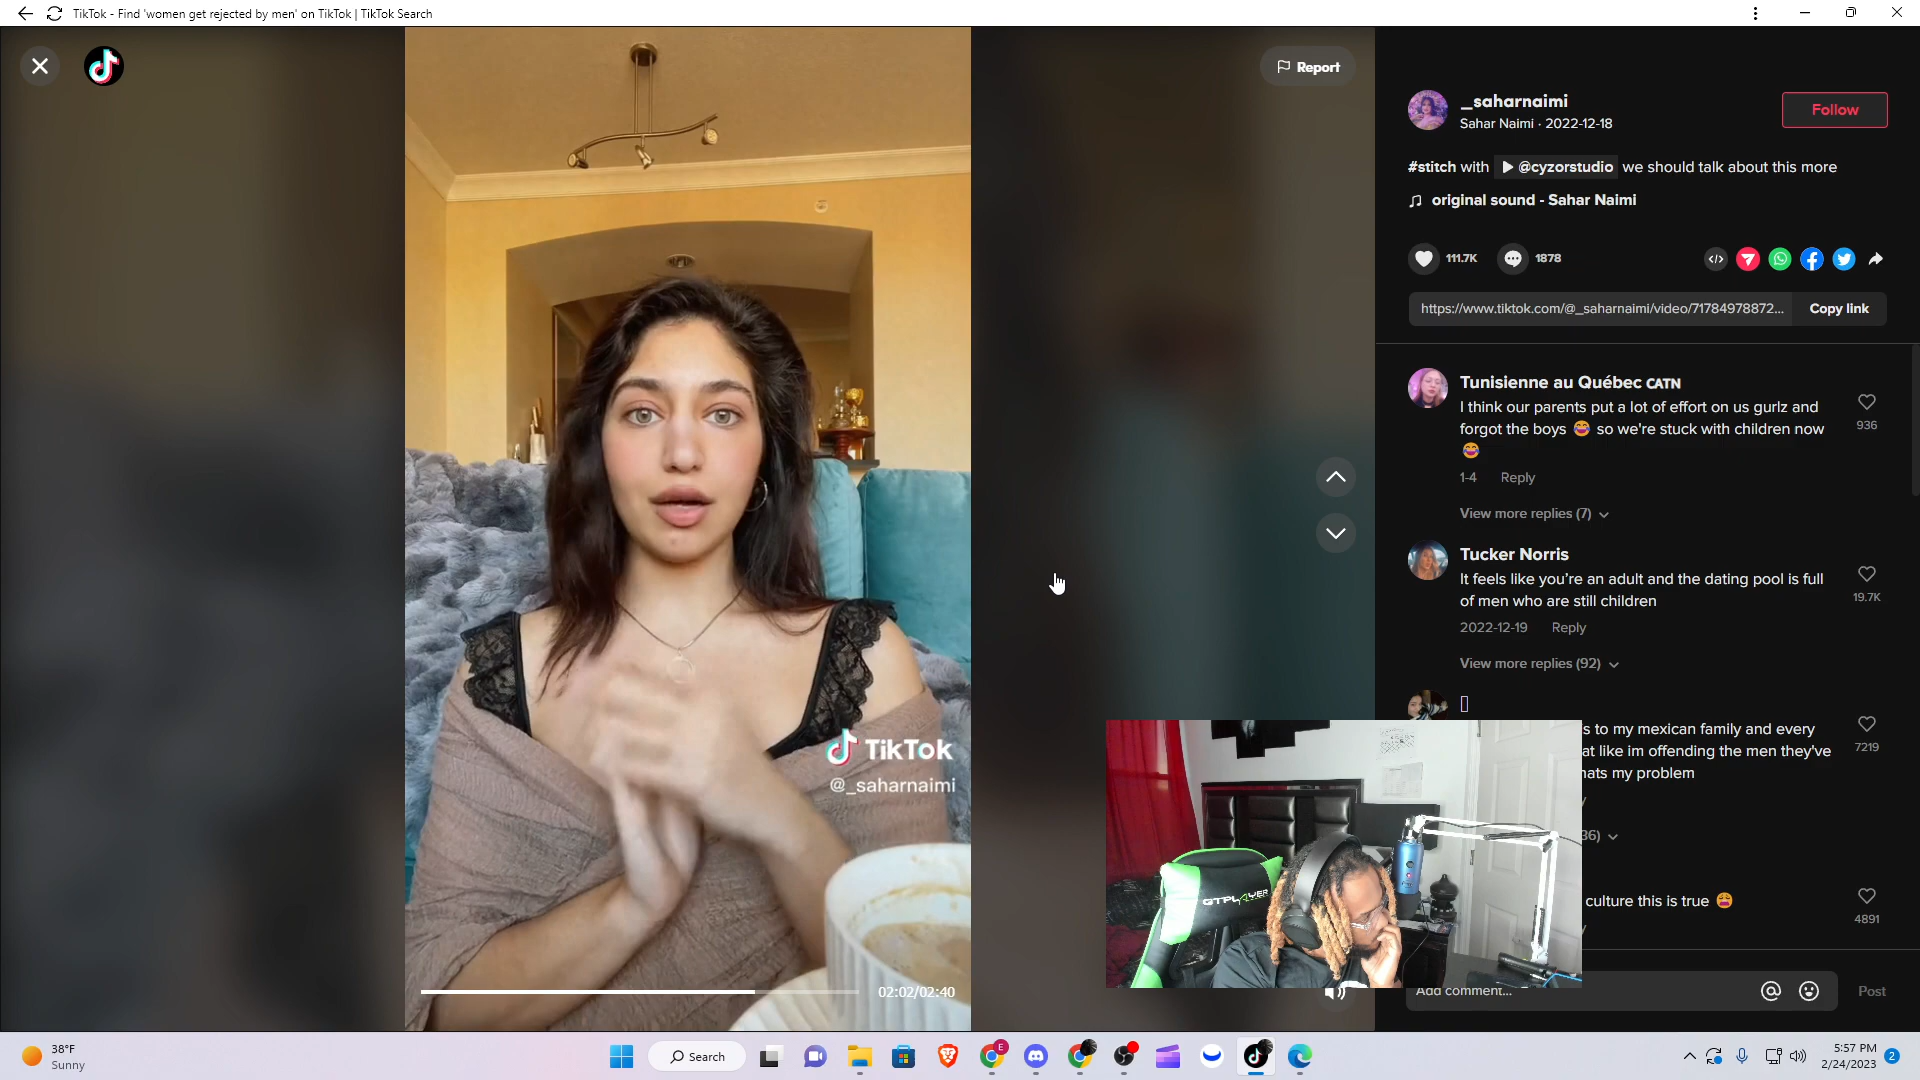 TikTok - Find 'women get rejected by men' on TikTok | TikTok Search
Report
_saharnaimi
Sahar Naimi · 2022-12-18
Follow
#stitch with @cyzorstudio we should talk about this more
original sound - Sahar Naimi
111.7K
1878
https://www.tiktok.com/@_saharnaimi/video/71784978872...
Copy link
Tunisienne au Québec CATN
I think our parents put a lot of effort on us gurlz and
forgot the boys 😂 so we're stuck with children now
😂
936
1-4 Reply
View more replies (7)
Tucker Norris
It feels like you're an adult and the dating pool is full
of men who are still children
19.7K
2022-12-19 Reply
View more replies (92)
s to my mexican family and every
at like im offending the men they've
hats my problem
7219
36)
culture this is true 😩
4891
Add comment...
Post
TikTok
@_saharnaimi
02:02/02:40
GTPLAYER
38°F
Sunny
Search
E
5:57 PM
2/24/2023
2